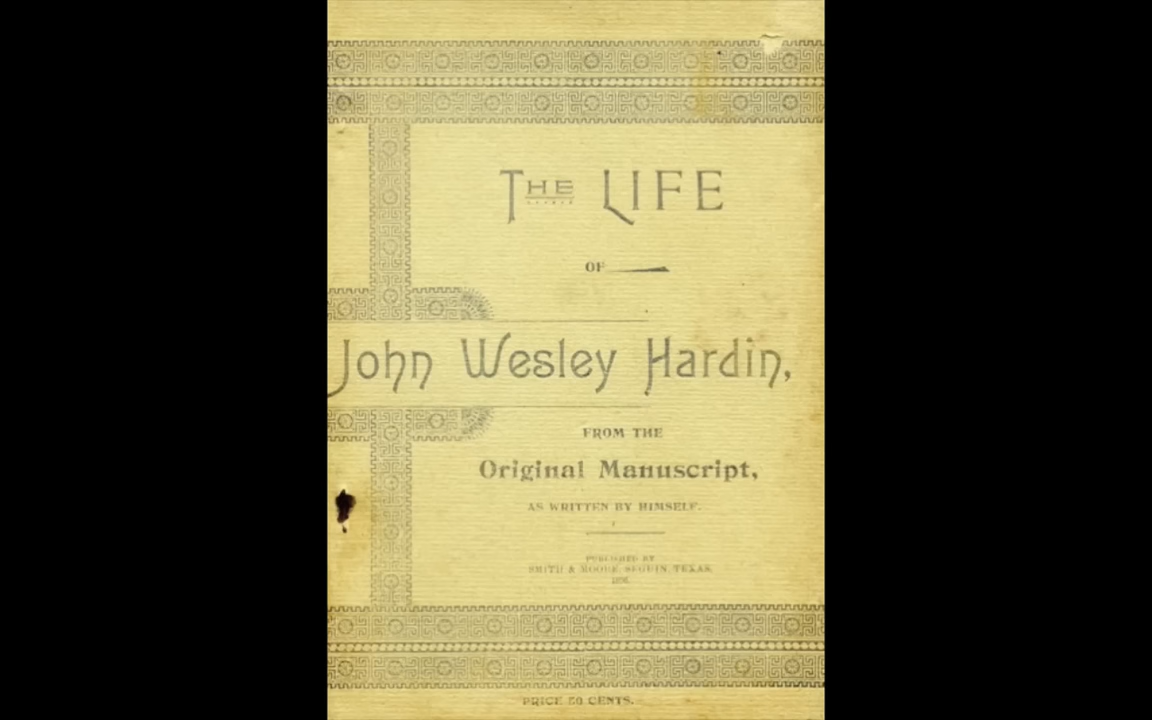 THE LIFE
OF
John Wesley Hardin,
FROM THE
Original Manuscript,
AS WRITTEN BY HIMSELF.
PUBLISHED BY
SMITH & MOORE, SEGUIN, TEXAS.
1896.
PRICE 50 CENTS.